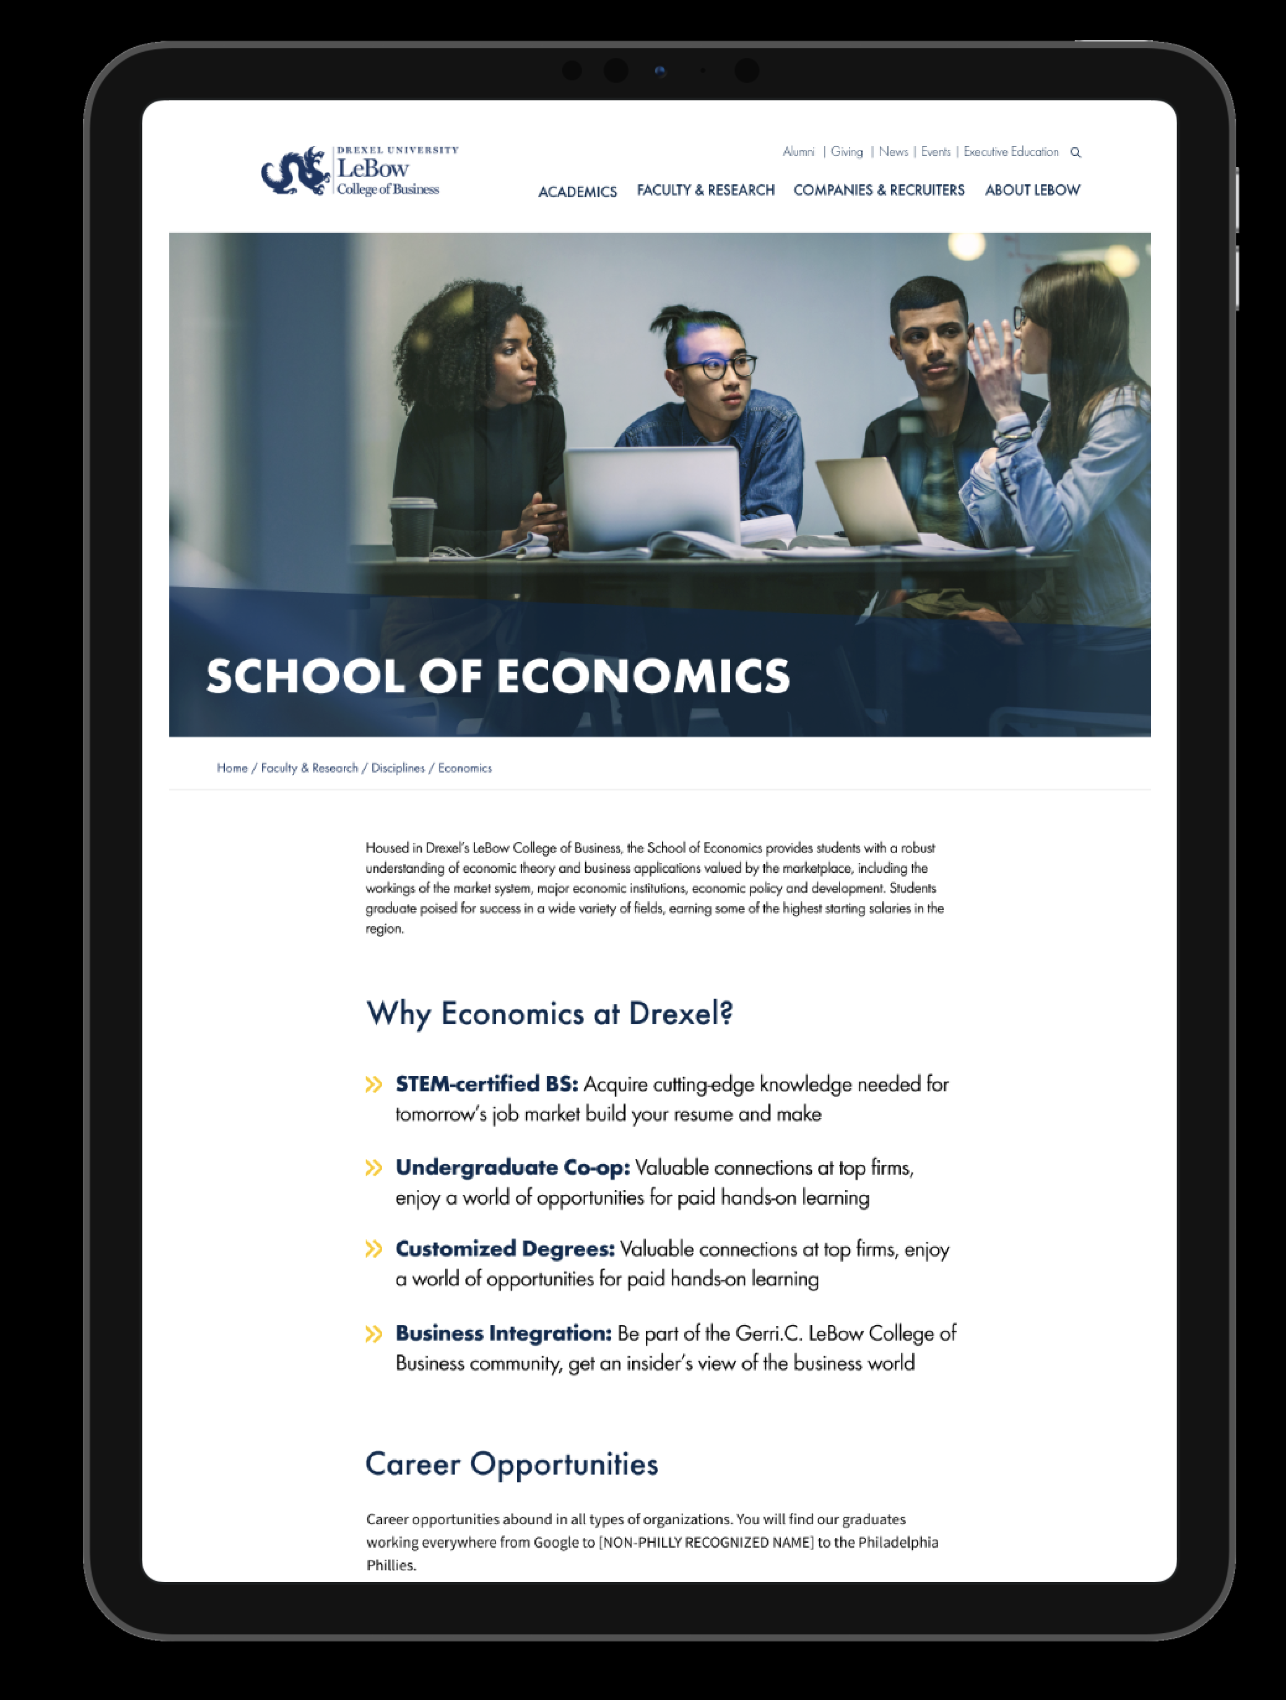 DREXEL UNIVERSITY
LeBow
College of Business
Alumni | Giving | News | Events | Executive Education
ACADEMICS FACULTY & RESEARCH COMPANIES & RECRUITERS ABOUT LEBOW
SCHOOL OF ECONOMICS
Home / Faculty & Research / Disciplines / Economics
Housed in Drexel's LeBow College of Business, the School of Economics provides students with a robust
understanding of economic theory and business applications valued by the marketplace, including the
workings of the market system, major economic institutions, economic policy and development. Students
graduate poised for success in a wide variety of fields, earning some of the highest starting salaries in the
region.
Why Economics at Drexel?
STEM-certified BS: Acquire cutting-edge knowledge needed for
tomorrow's job market build your resume and make
Undergraduate Co-op: Valuable connections at top firms,
enjoy a world of opportunities for paid hands-on learning
Customized Degrees: Valuable connections at top firms, enjoy
a world of opportunities for paid hands-on learning
Business Integration: Be part of the Gerri.C. LeBow College of
Business community, get an insider's view of the business world
Career Opportunities
Career opportunities abound in all types of organizations. You will find our graduates
working everywhere from Google to [NON-PHILLY RECOGNIZED NAME] to the Philadelphia
Phillies.